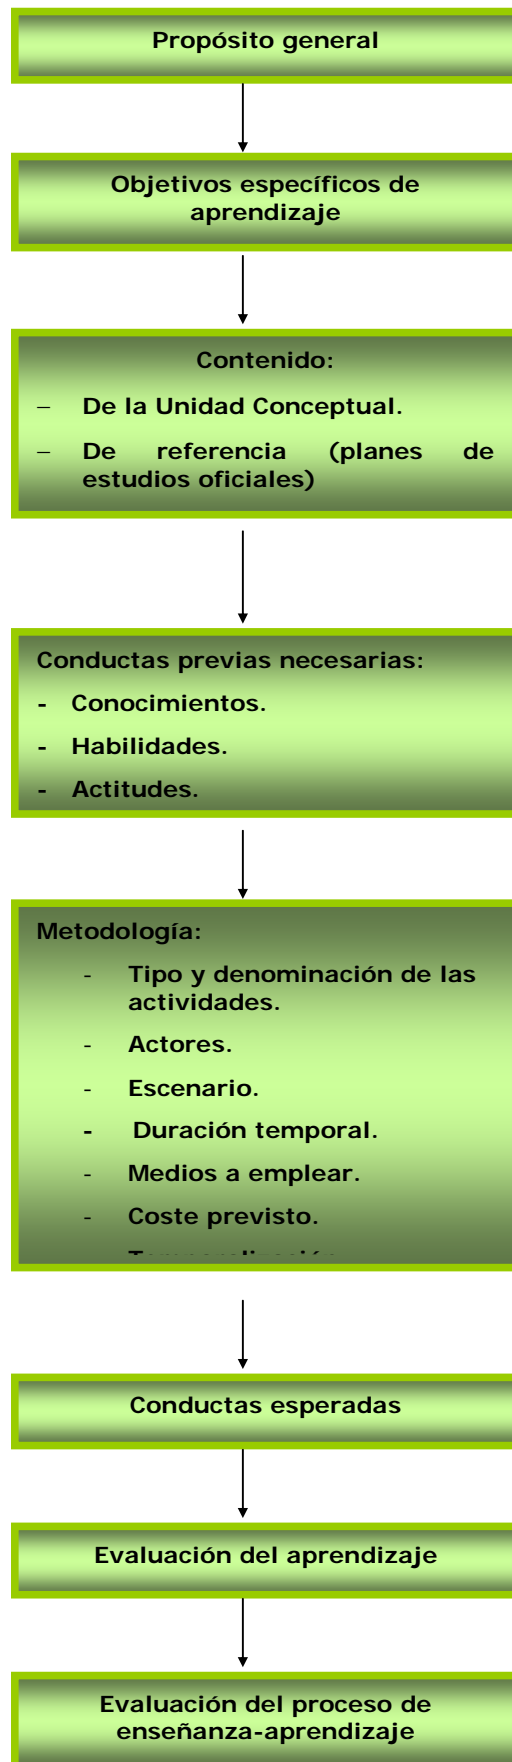 Propósito general
Objetivos específicos de
aprendizaje
Contenido:
– De la Unidad Conceptual.
– De referencia (planes de
estudios oficiales)
Conductas previas necesarias:
- Conocimientos.
- Habilidades.
- Actitudes.
Metodología:
- Tipo y denominación de las
actividades.
- Actores.
- Escenario.
- Duración temporal.
- Medios a emplear.
- Coste previsto.
Conductas esperadas
Evaluación del aprendizaje
Evaluación del proceso de
enseñanza-aprendizaje